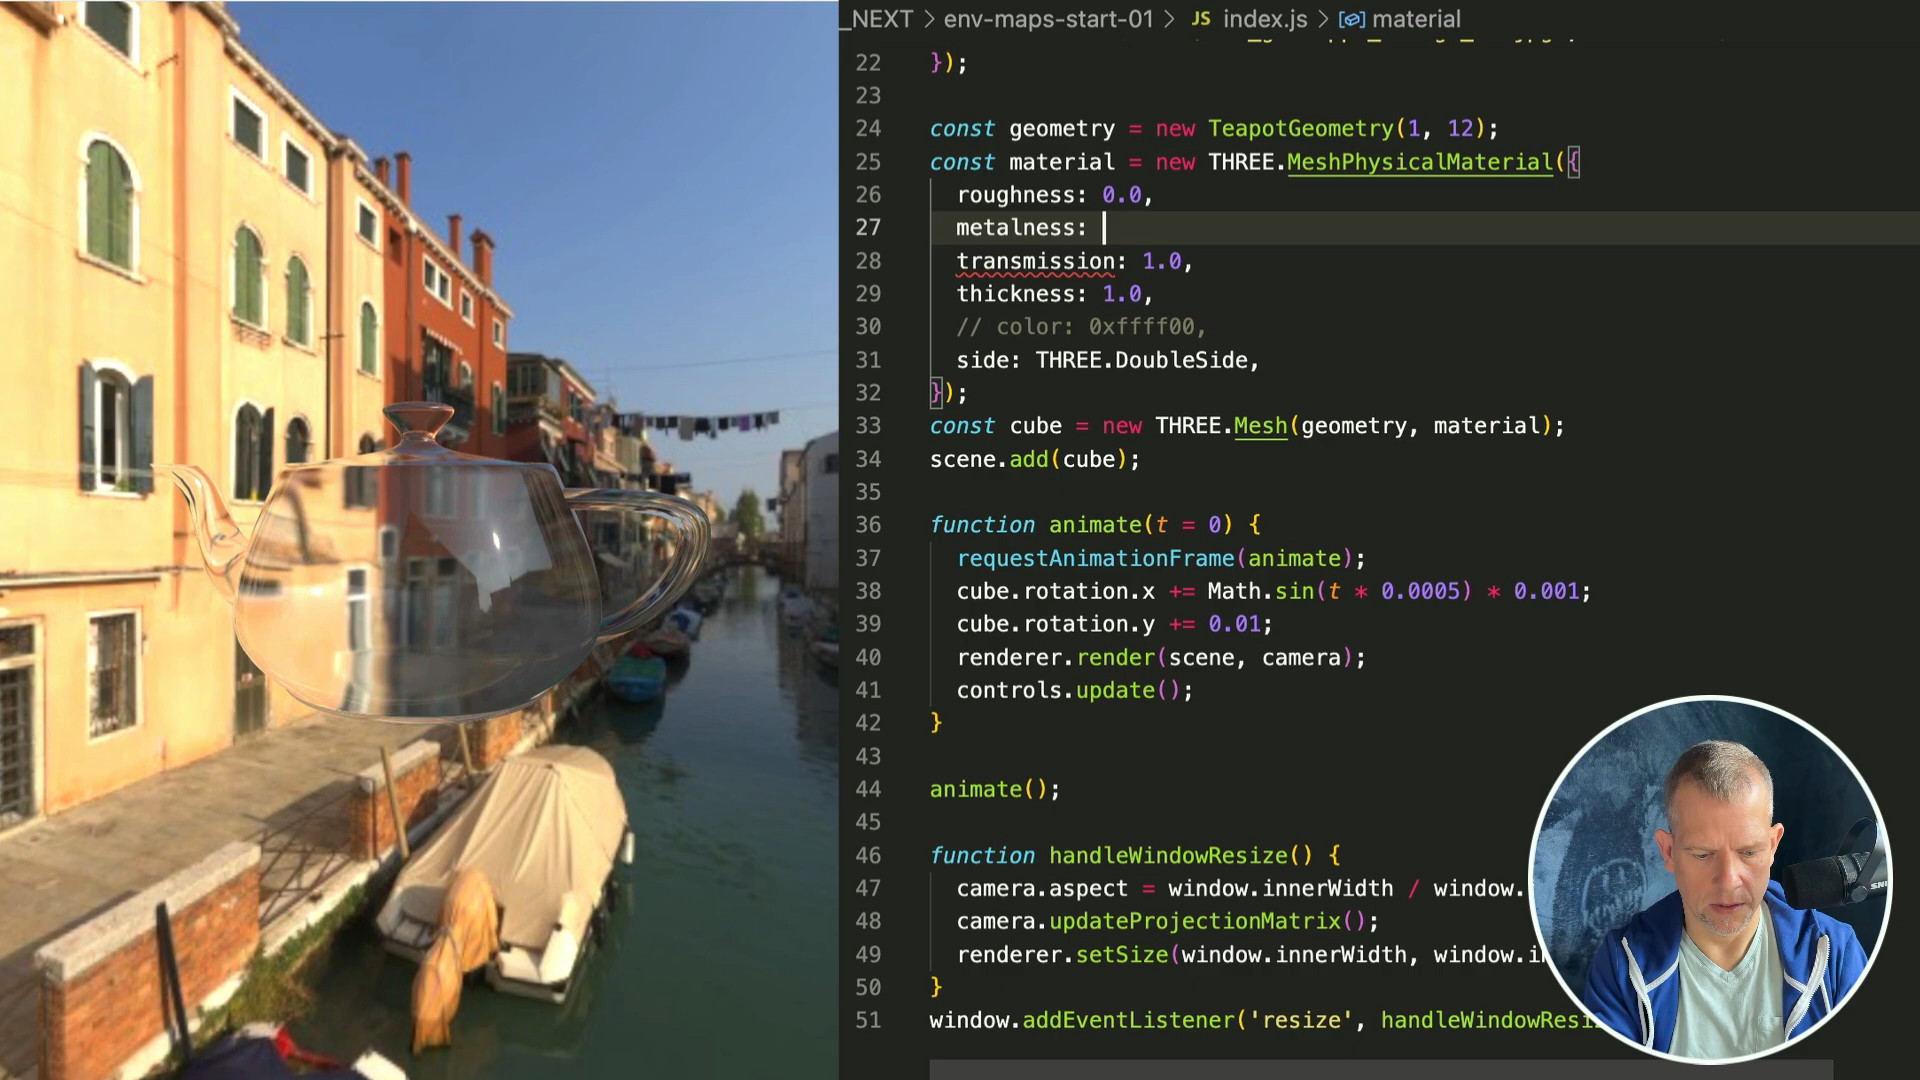 _NEXT > env-maps-start-01 > JS index.js > material
22 });
23
24 const geometry = new TeapotGeometry(1, 12);
25 const material = new THREE.MeshPhysicalMaterial({
26 roughness: 0.0,
27 metalness:
28 transmission: 1.0,
29 thickness: 1.0,
30 // color: 0xffff00,
31 side: THREE.DoubleSide,
32 });
33 const cube = new THREE.Mesh(geometry, material);
34 scene.add(cube);
35
36 function animate(t = 0) {
37 requestAnimationFrame(animate);
38 cube.rotation.x += Math.sin(t * 0.0005) * 0.001;
39 cube.rotation.y += 0.01;
40 renderer.render(scene, camera);
41 controls.update();
42 }
43
44 animate();
45
46 function handleWindowResize() {
47 camera.aspect = window.innerWidth / window.
48 camera.updateProjectionMatrix();
49 renderer.setSize(window.innerWidth, window.i
50 }
51 window.addEventListener('resize', handleWindowResi